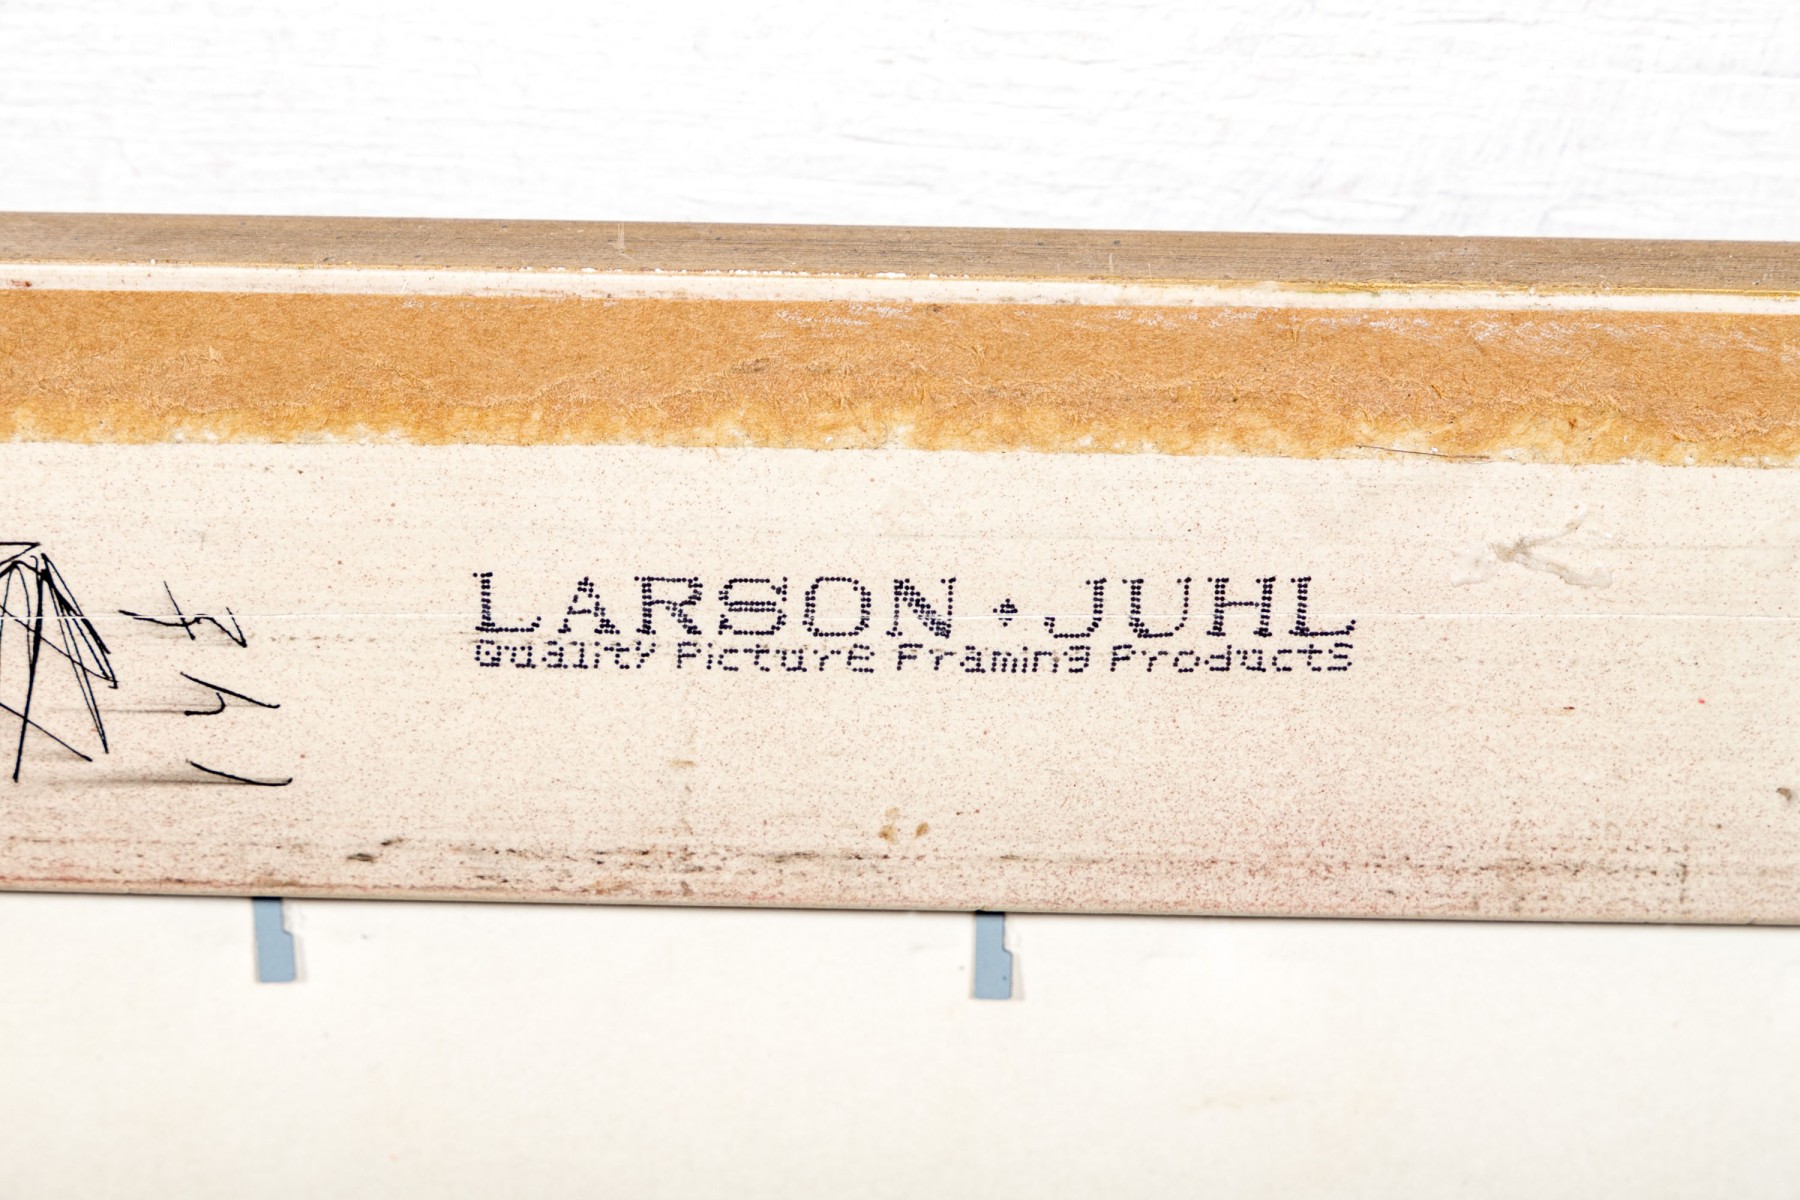 LARSON♦JUHL
Quality Picture Framing Products